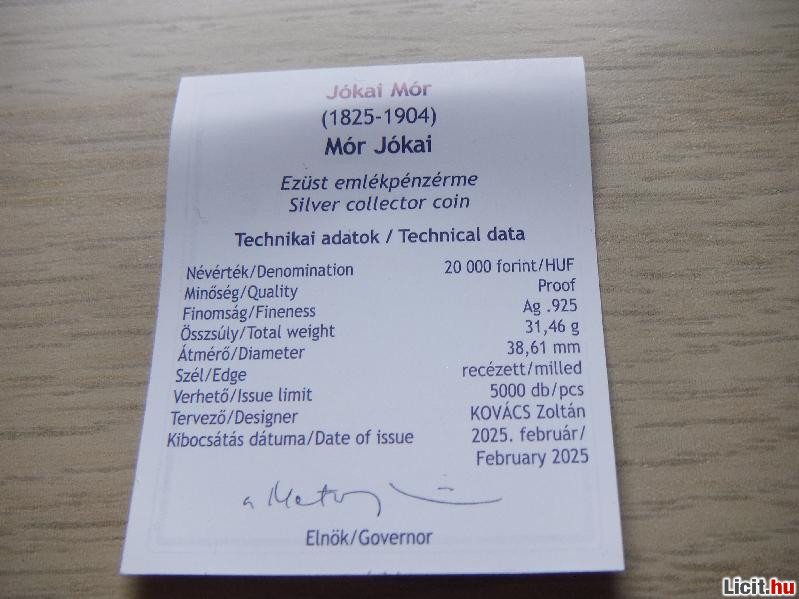 Jókai Mór
(1825-1904)
Mór Jókai
Ezüst emlékpénzérme
Silver collector coin
Technikai adatok / Technical data
Névérték/Denomination 20 000 forint/HUF
Minőség/Quality Proof
Finomság/Fineness Ag .925
Összsúly/Total weight 31,46 g
Átmérő/Diameter 38,61 mm
Szél/Edge recézett/milled
Verhető/Issue limit 5000 db/pcs
Tervező/Designer KOVÁCS Zoltán
Kibocsátás dátuma/Date of issue 2025. február/
February 2025
Elnök/Governor
Licit.hu